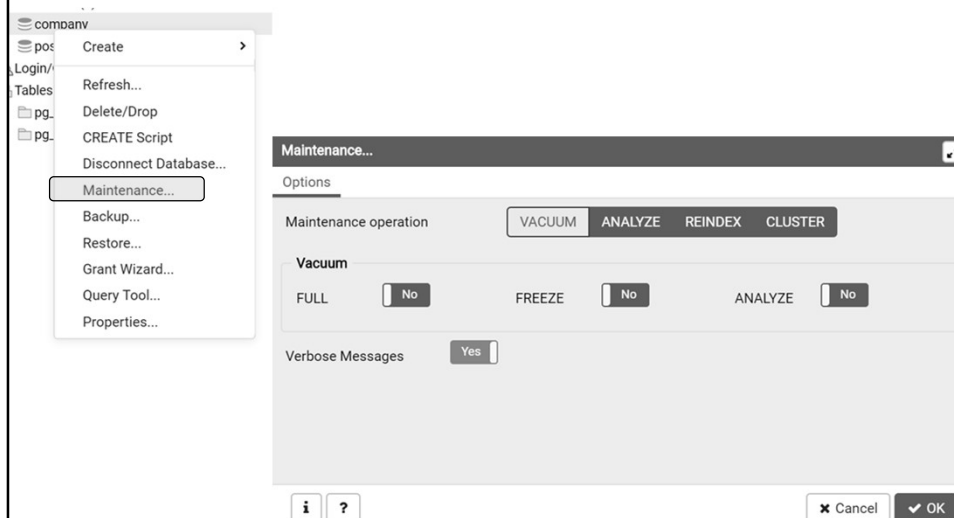 company
pos
Create
Login/
Tables
Refresh...
pg_
Delete/Drop
pg_
CREATE Script
Disconnect Database...
Maintenance...
Backup...
Restore...
Grant Wizard...
Query Tool...
Properties...
Maintenance...
Options
Maintenance operation VACUUM ANALYZE REINDEX CLUSTER
Vacuum
FULL No FREEZE No ANALYZE No
Verbose Messages Yes
i ? Cancel OK